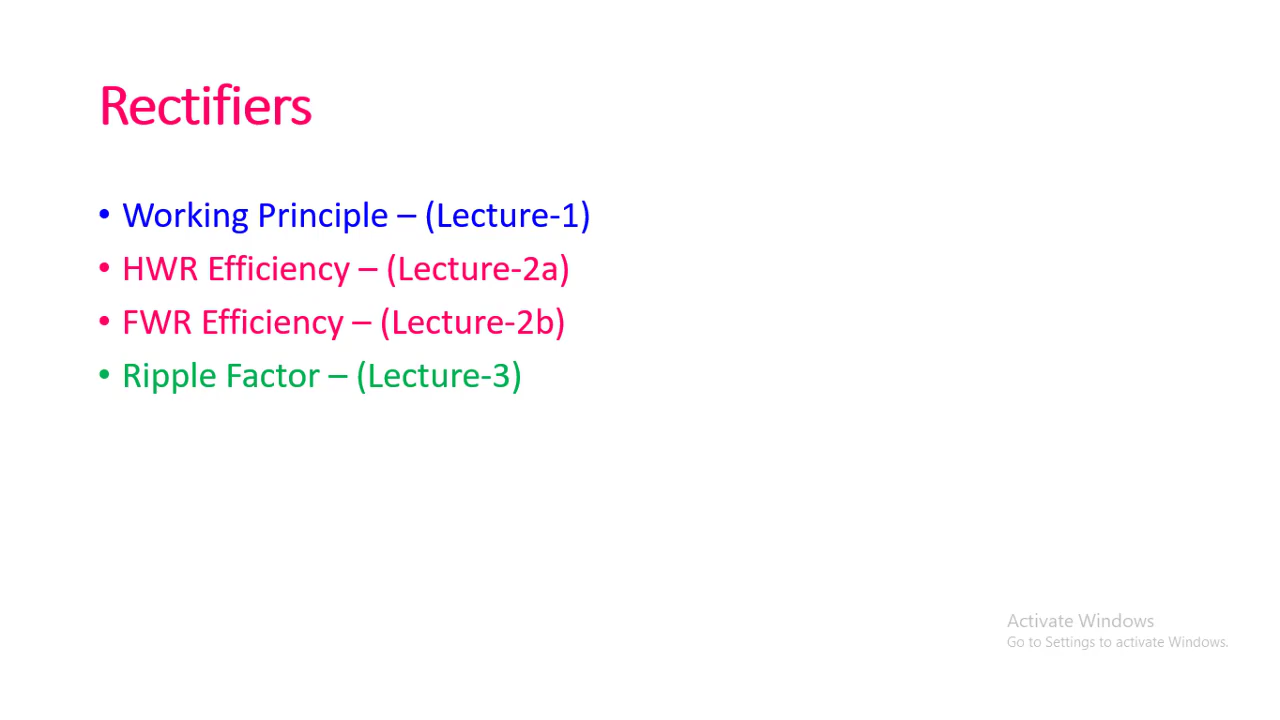 Rectifiers
• Working Principle – (Lecture-1)
• HWR Efficiency – (Lecture-2a)
• FWR Efficiency – (Lecture-2b)
• Ripple Factor – (Lecture-3)
Activate Windows
Go to Settings to activate Windows.